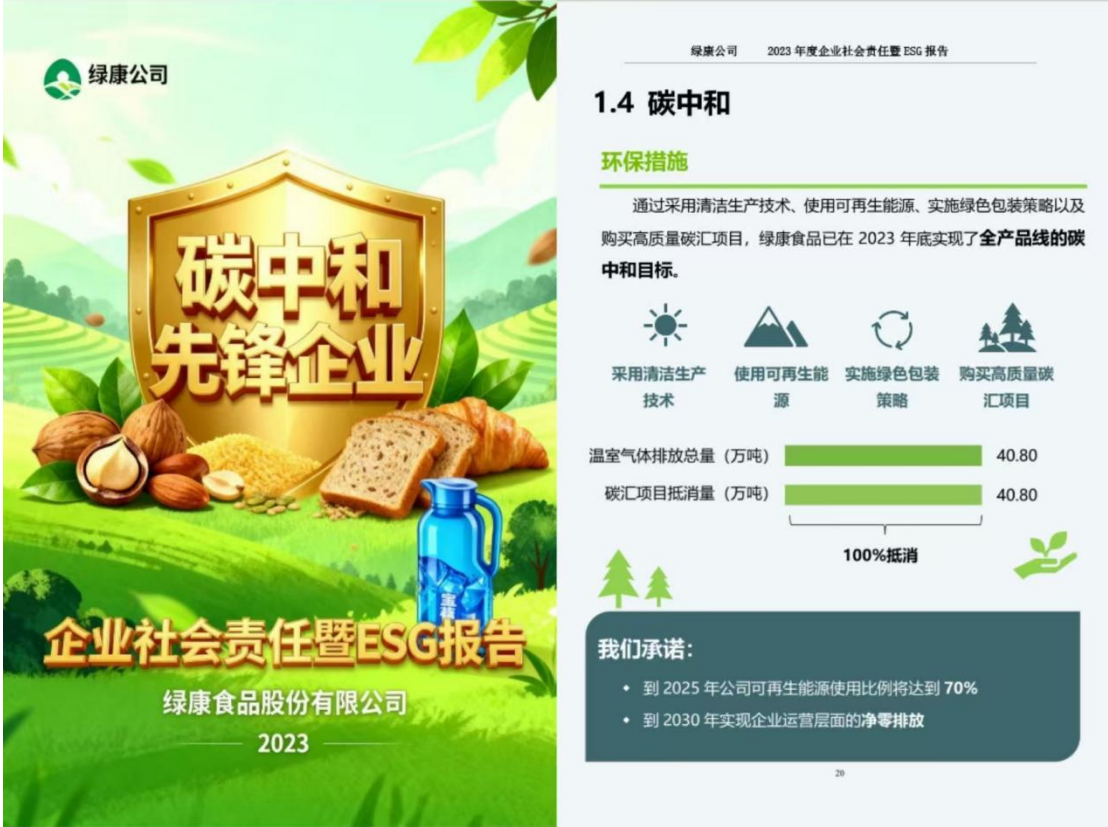 绿康公司
碳中和
先锋企业
企业社会责任暨ESG报告
绿康食品股份有限公司
2023
绿康公司 2023 年度企业社会责任暨 ESG 报告
1.4 碳中和
环保措施
通过采用清洁生产技术、使用可再生能源、实施绿色包装策略以及
购买高质量碳汇项目，绿康食品已在 2023 年底实现了全产品线的碳
中和目标。
采用清洁生产
技术
使用可再生能
源
实施绿色包装
策略
购买高质量碳
汇项目
温室气体排放总量（万吨） 40.80
碳汇项目抵消量（万吨） 40.80
100%抵消
我们承诺：
• 到 2025 年公司可再生能源使用比例将达到 70%
• 到 2030 年实现企业运营层面的净零排放
20